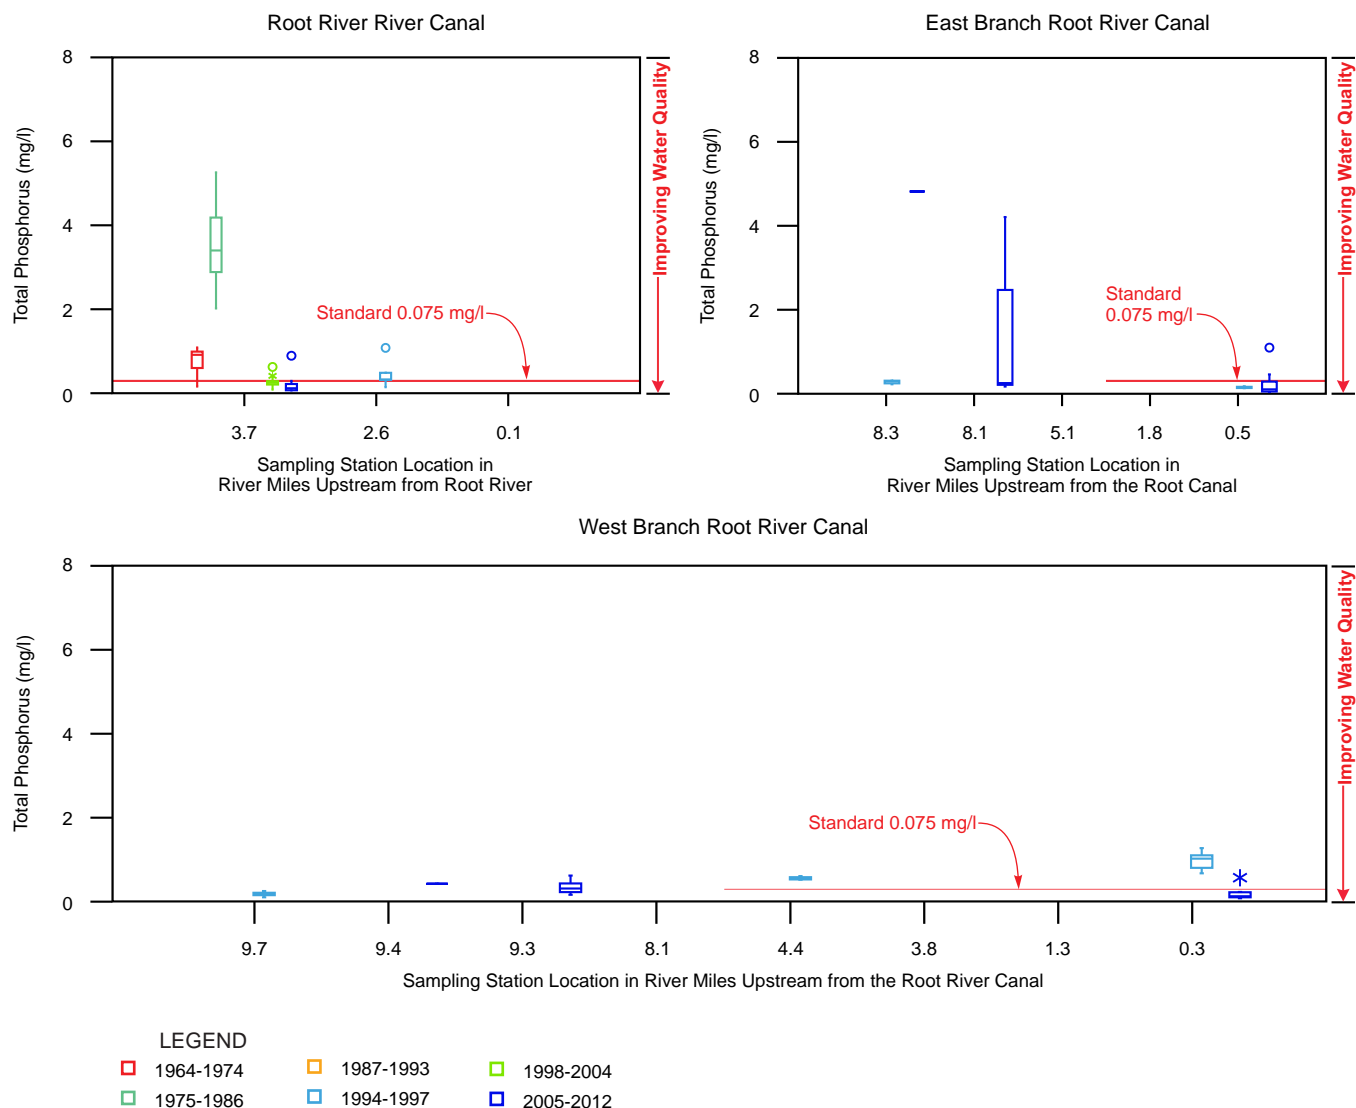 Root River River Canal
8
6
4
2
0
Total Phosphorus (mg/l)
Standard 0.075 mg/l
Improving Water Quality
3.7 2.6 0.1
Sampling Station Location in
River Miles Upstream from Root River
East Branch Root River Canal
8
6
4
2
0
Total Phosphorus (mg/l)
Standard
0.075 mg/l
Improving Water Quality
8.3 8.1 5.1 1.8 0.5
Sampling Station Location in
River Miles Upstream from the Root Canal
West Branch Root River Canal
8
6
4
2
0
Total Phosphorus (mg/l)
Standard 0.075 mg/l
Improving Water Quality
9.7 9.4 9.3 8.1 4.4 3.8 1.3 0.3
Sampling Station Location in River Miles Upstream from the Root River Canal
LEGEND
1964-1974 1987-1993 1998-2004
1975-1986 1994-1997 2005-2012